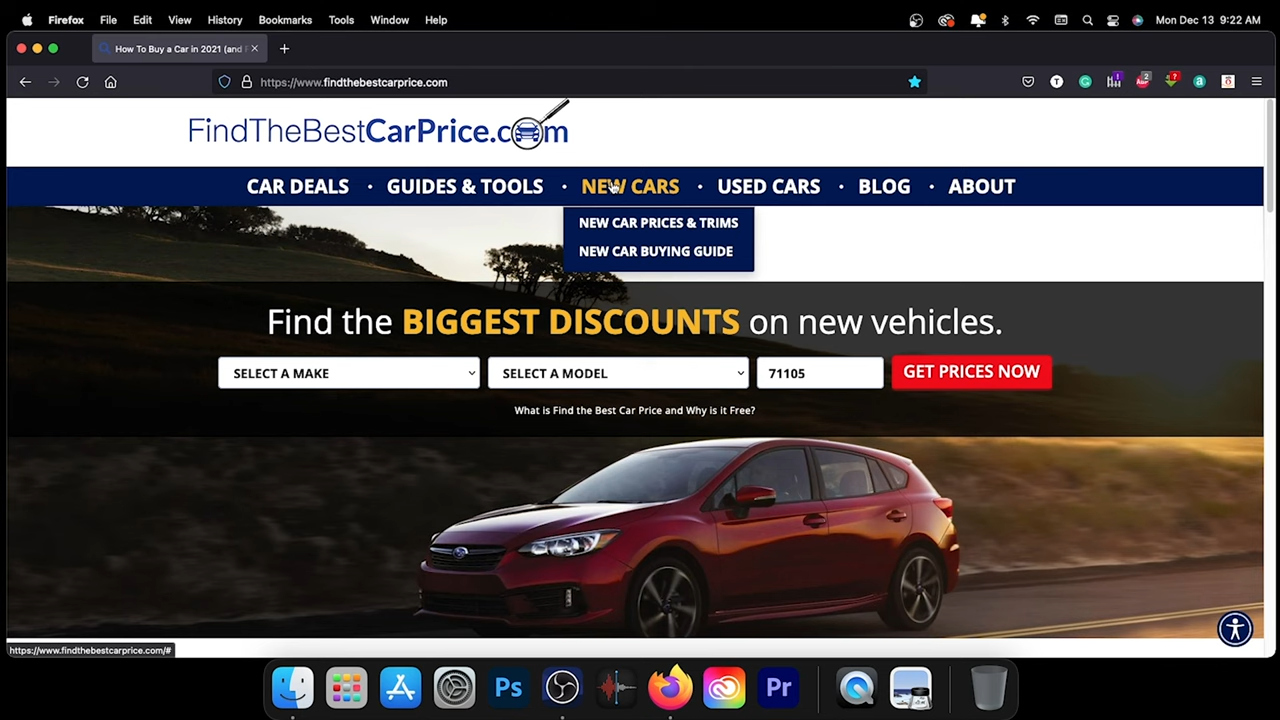 Firefox File Edit View History Bookmarks Tools Window Help Mon Dec 13 9:22 AM
How To Buy a Car in 2021 (and
https://www.findthebestcarprice.com
FindTheBestCarPrice.com
CAR DEALS • GUIDES & TOOLS • NEW CARS • USED CARS • BLOG • ABOUT
NEW CAR PRICES & TRIMS
NEW CAR BUYING GUIDE
Find the BIGGEST DISCOUNTS on new vehicles.
SELECT A MAKE SELECT A MODEL 71105 GET PRICES NOW
What is Find the Best Car Price and Why is it Free?
https://www.findthebestcarprice.com/#
Ps Pr